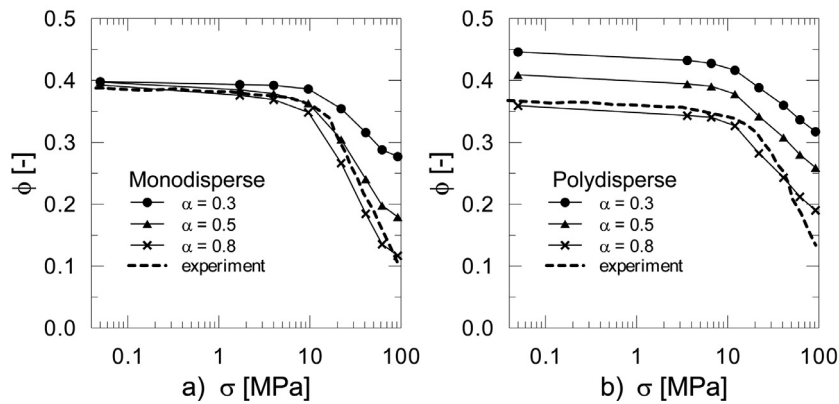 0.5
0.4
0.3
0.2
0.1
0.0
ϕ [-]
Monodisperse
α = 0.3
α = 0.5
α = 0.8
experiment
0.1 1 10 100
a) σ [MPa]
0.5
0.4
0.3
0.2
0.1
0.0
ϕ [-]
Polydisperse
α = 0.3
α = 0.5
α = 0.8
experiment
0.1 1 10 100
b) σ [MPa]